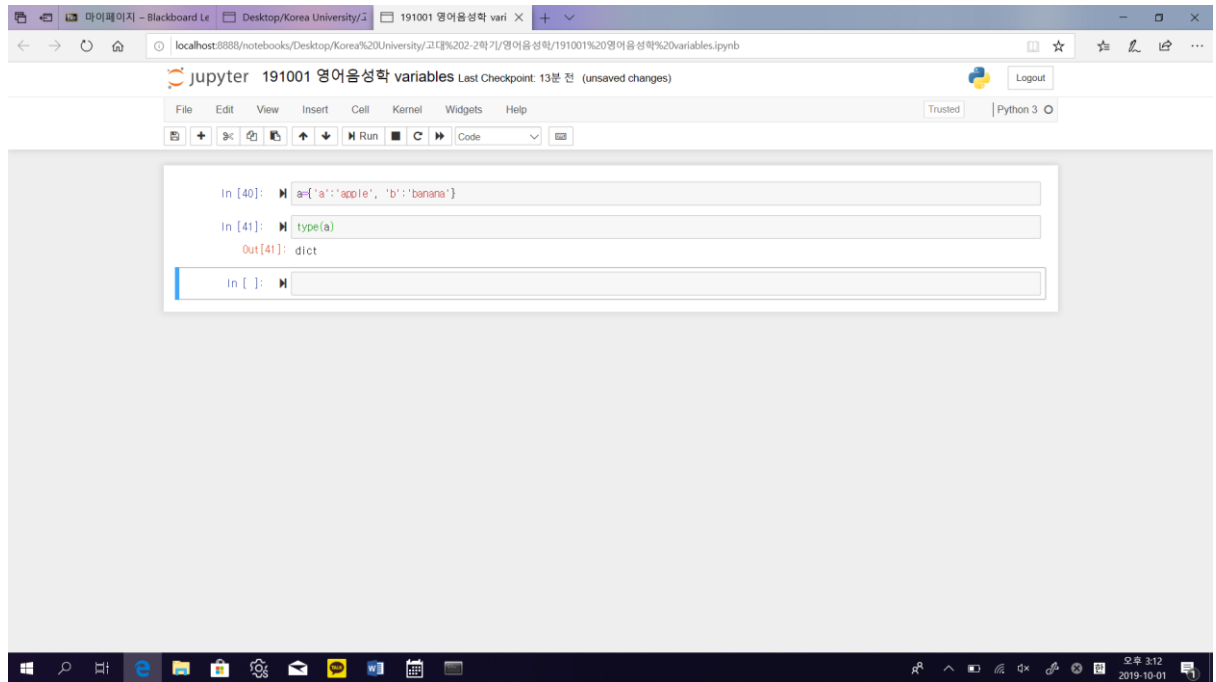 마이페이지 – Blackboard Le
Desktop/Korea University/고
191001 영어음성학 vari
localhost:8888/notebooks/Desktop/Korea%20University/고대%202-2학기/영어음성학/191001%20영어음성학%20variables.ipynb
jupyter 191001 영어음성학 variables Last Checkpoint: 13분 전 (unsaved changes)
Logout
File Edit View Insert Cell Kernel Widgets Help
Trusted
Python 3
Run
Code
In [40]: a={'a':'apple', 'b':'banana'}
In [41]: type(a)
Out[41]: dict
In [ ]:
TALK
한
오후 3:12
2019-10-01
1